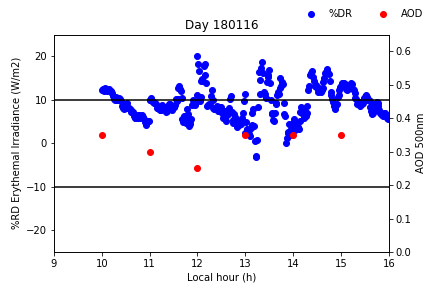 %DR AOD
Day 180116
%RD Erythemal Irradiance (W/m2)
20
10
0
−10
−20
0.6
0.5
0.4
0.3
0.2
0.1
0.0
AOD 500nm
9 10 11 12 13 14 15 16
Local hour (h)